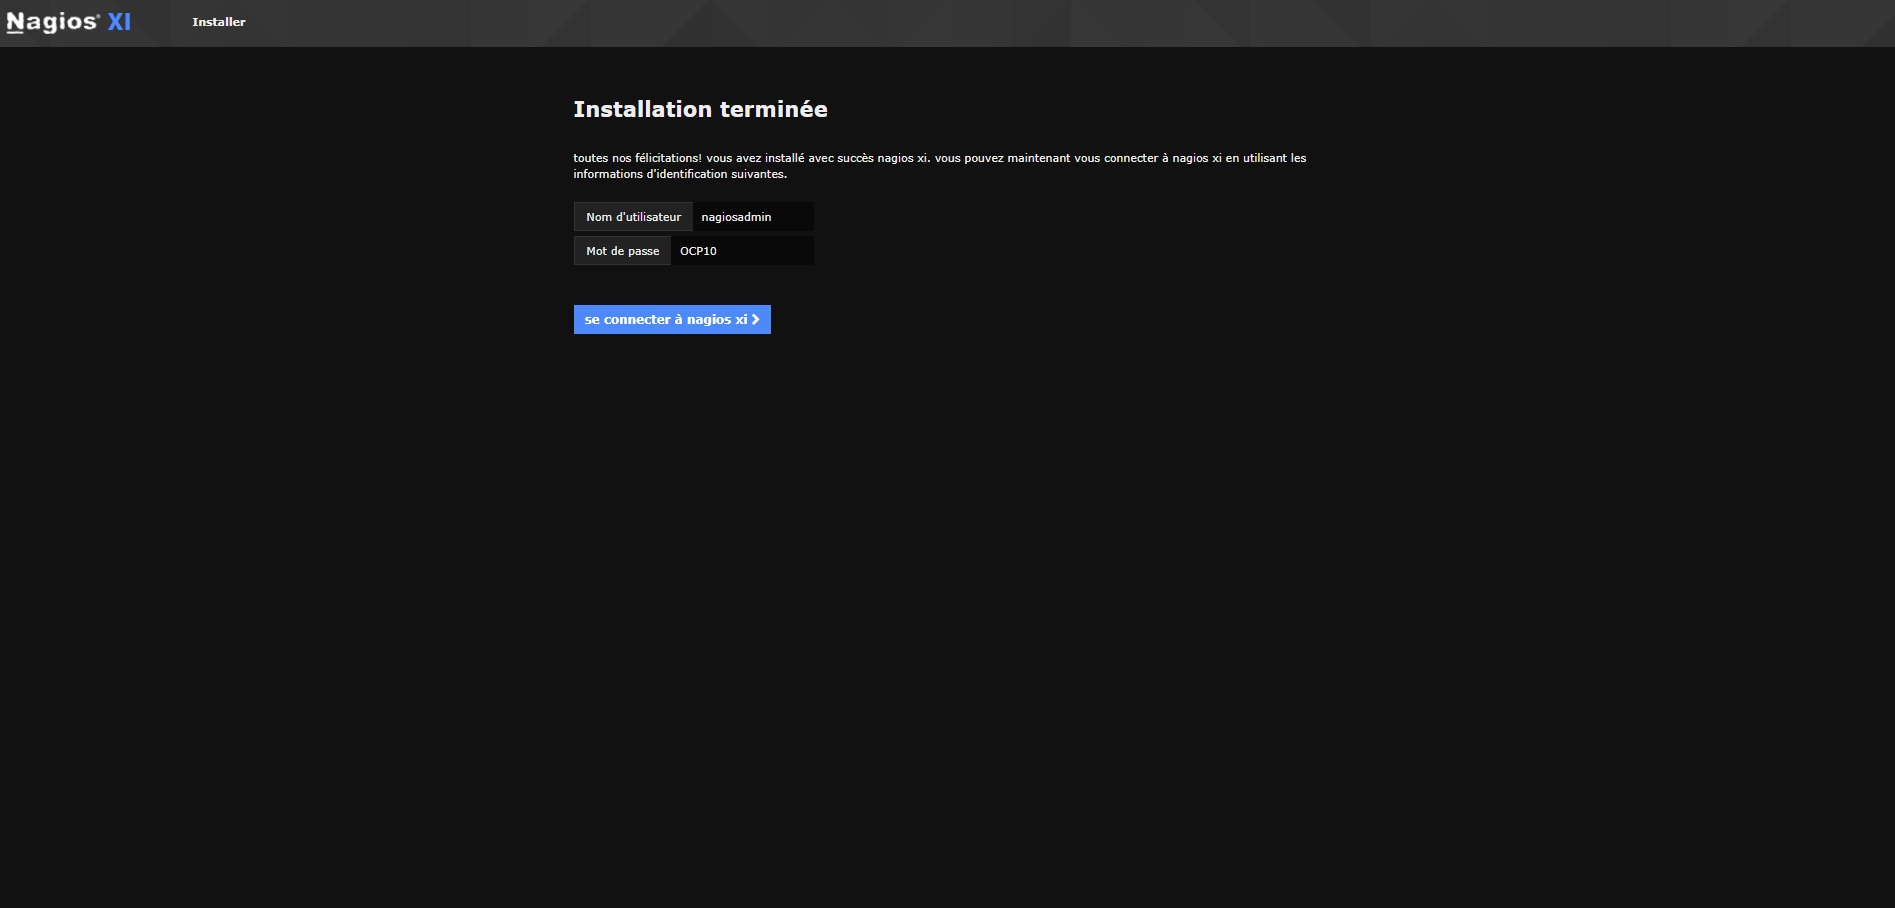 Nagios® XI
Installer
Installation terminée
toutes nos félicitations! vous avez installé avec succès nagios xi. vous pouvez maintenant vous connecter à nagios xi en utilisant les
informations d'identification suivantes.
Nom d'utilisateur nagiosadmin
Mot de passe OCP10
se connecter à nagios xi